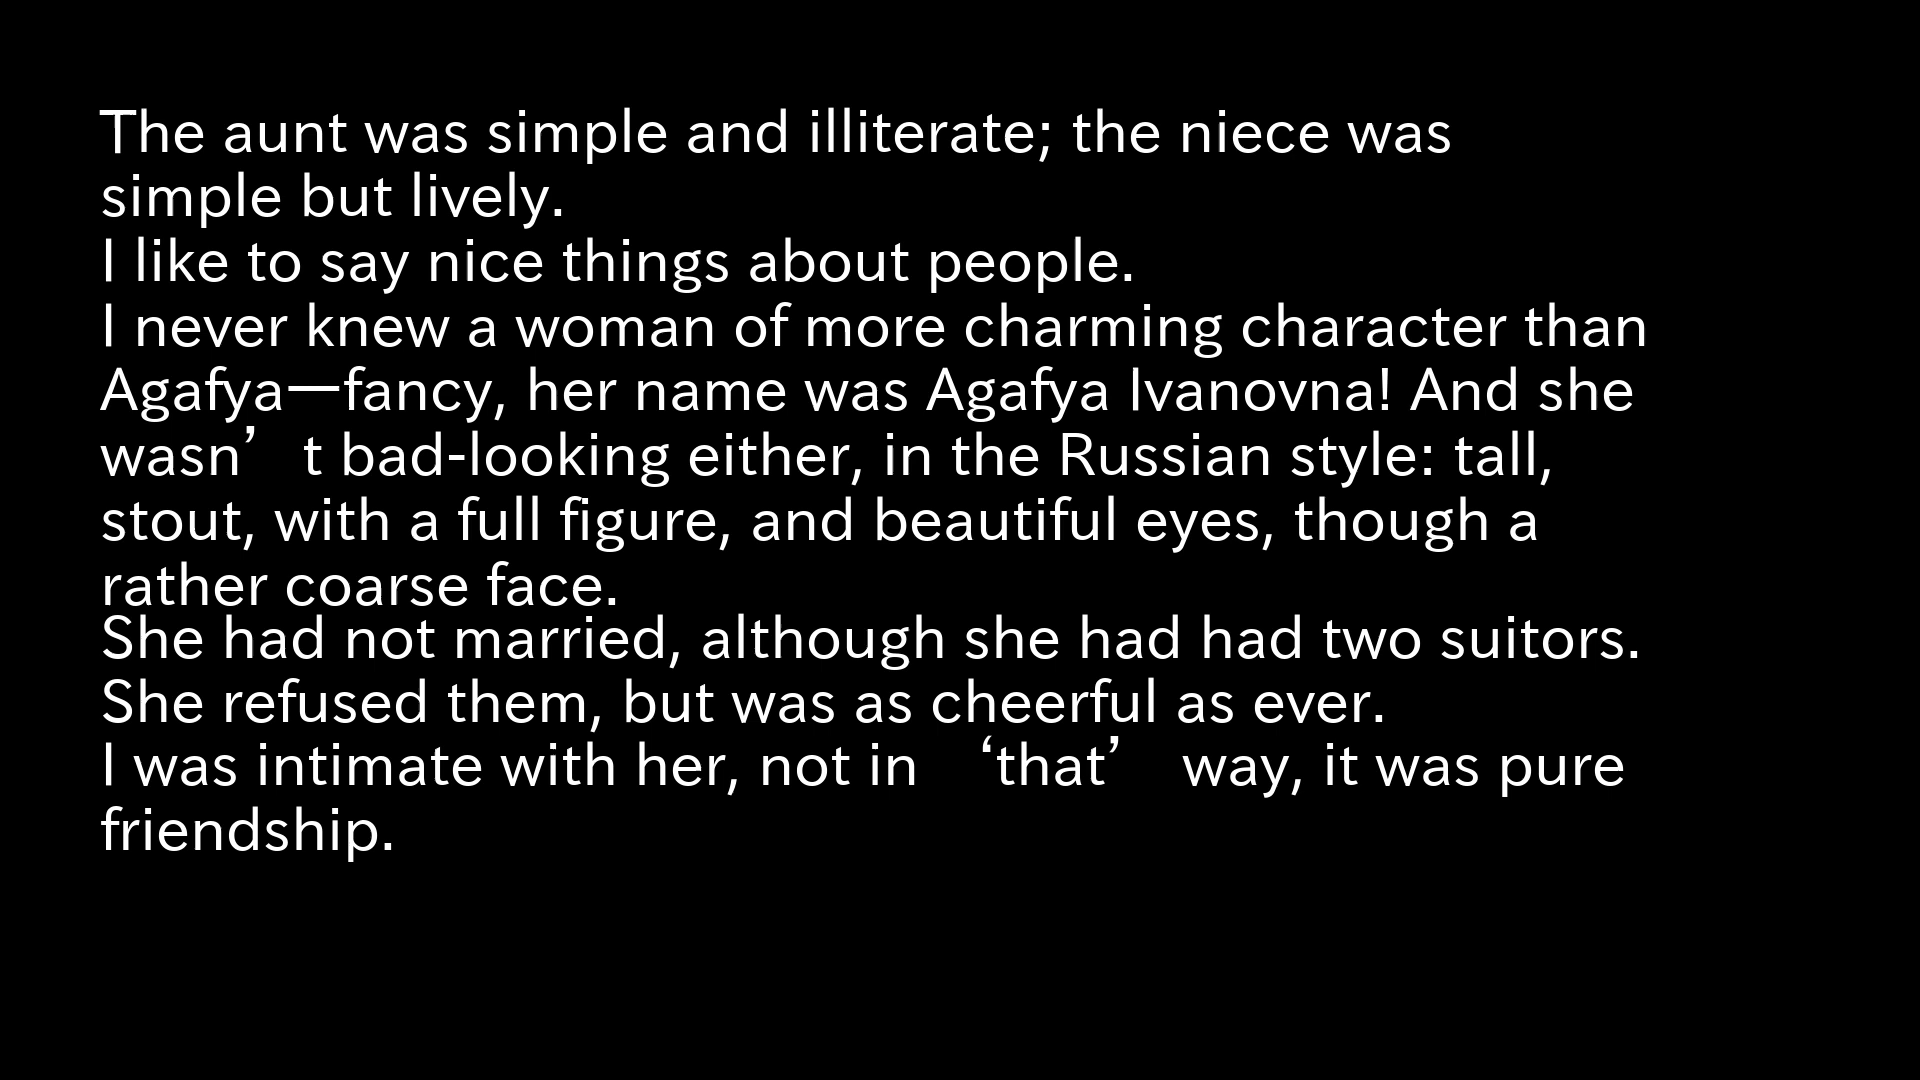 The aunt was simple and illiterate; the niece was
simple but lively.
I like to say nice things about people.
I never knew a woman of more charming character than
Agafya—fancy, her name was Agafya Ivanovna! And she
wasn’t bad-looking either, in the Russian style: tall,
stout, with a full figure, and beautiful eyes, though a
rather coarse face.
She had not married, although she had had two suitors.
She refused them, but was as cheerful as ever.
I was intimate with her, not in ‘that’ way, it was pure
friendship.